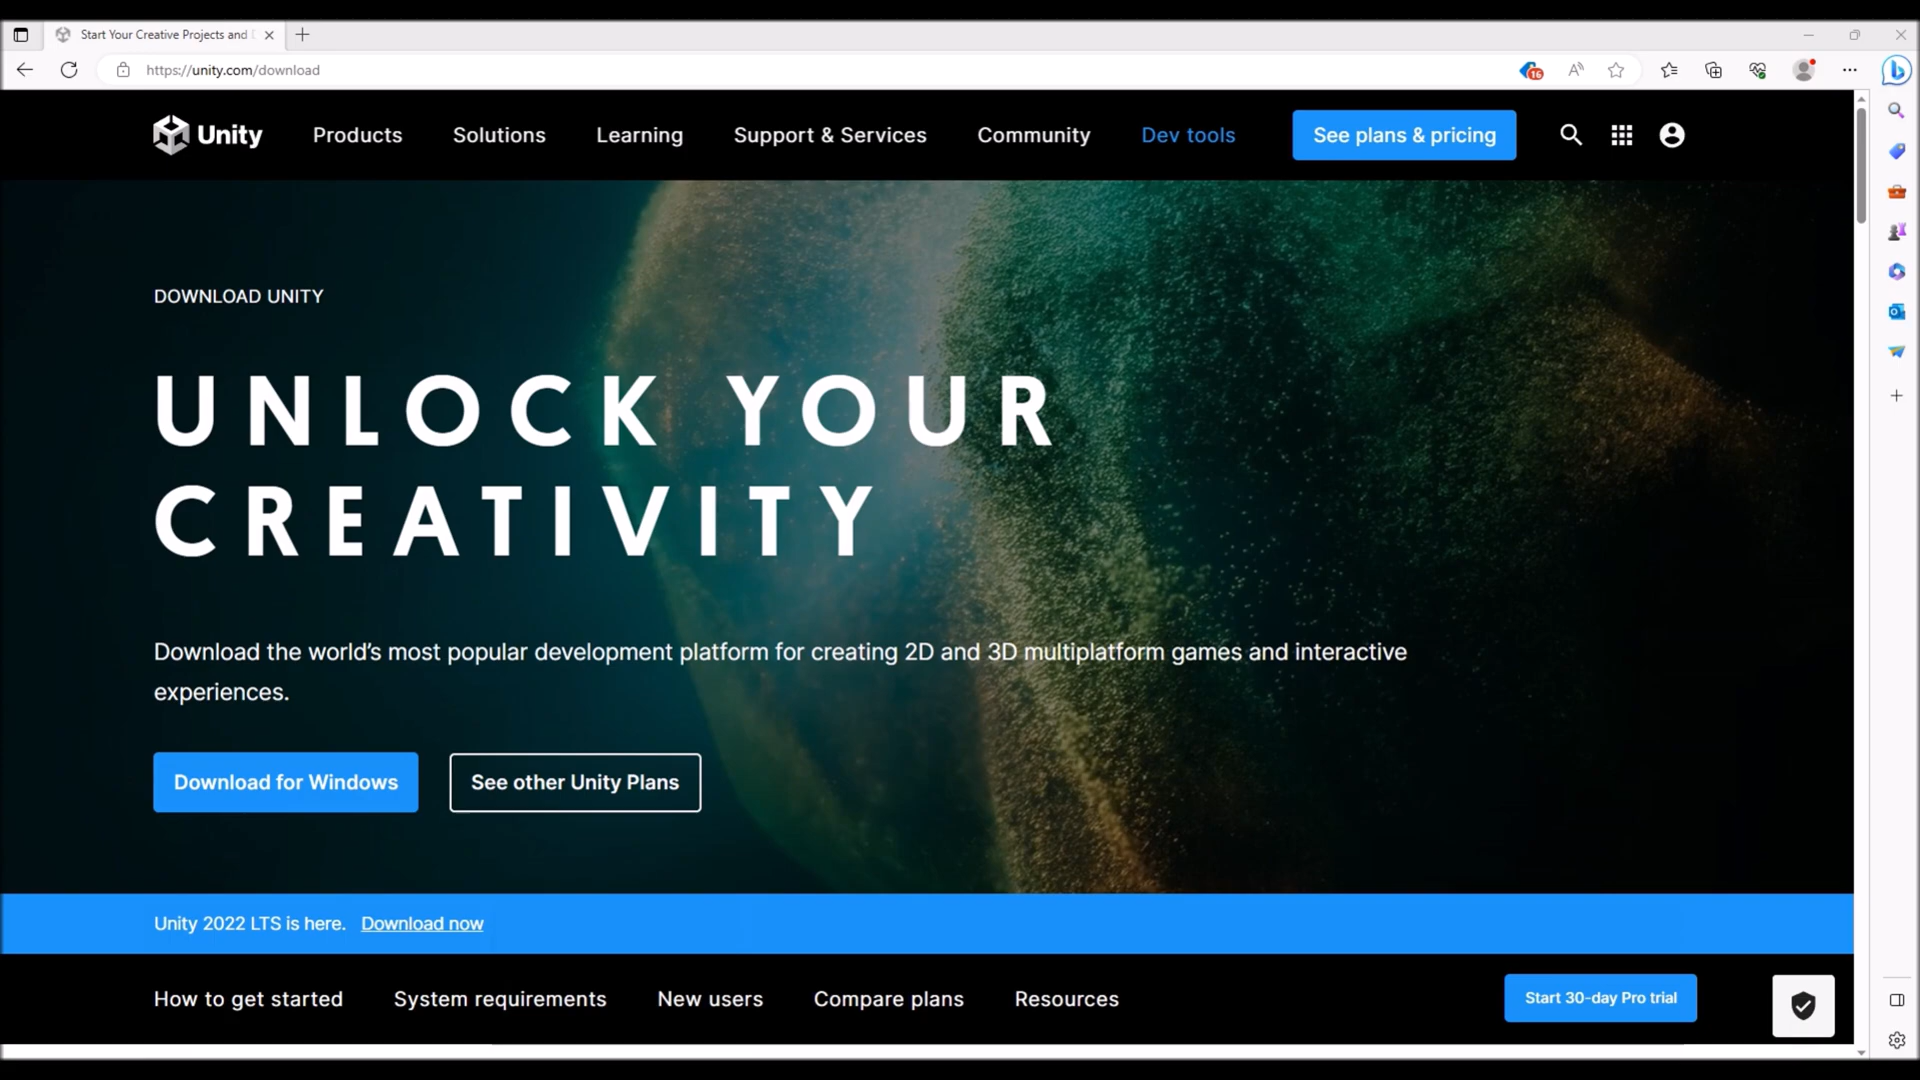 Start Your Creative Projects and
https://unity.com/download
16
Unity
Products
Solutions
Learning
Support & Services
Community
Dev tools
See plans & pricing
DOWNLOAD UNITY
UNLOCK YOUR
CREATIVITY
Download the world's most popular development platform for creating 2D and 3D multiplatform games and interactive
experiences.
Download for Windows
See other Unity Plans
Unity 2022 LTS is here. Download now
How to get started
System requirements
New users
Compare plans
Resources
Start 30-day Pro trial